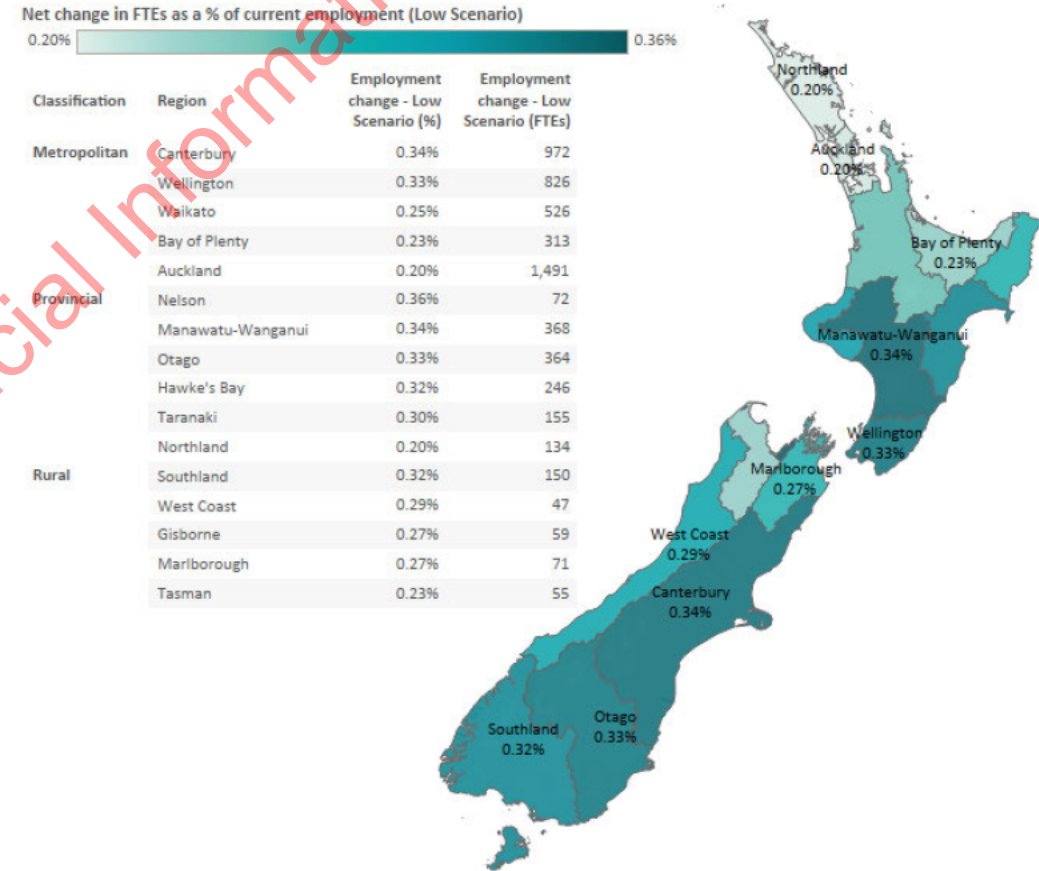 Net change in FTEs as a % of current employment (Low Scenario)
0.20% 0.36%
Classification Region Employment change - Low Scenario (%) Employment change - Low Scenario (FTEs)
Metropolitan Canterbury 0.34% 972
Wellington 0.33% 826
Waikato 0.25% 526
Bay of Plenty 0.23% 313
Auckland 0.20% 1,491
Provincial Nelson 0.36% 72
Manawatu-Wanganui 0.34% 368
Otago 0.33% 364
Hawke's Bay 0.32% 246
Taranaki 0.30% 155
Northland 0.20% 134
Rural Southland 0.32% 150
West Coast 0.29% 47
Gisborne 0.27% 59
Marlborough 0.27% 71
Tasman 0.23% 55
Northland
0.20%
Auckland
0.20%
Bay of Plenty
0.23%
Manawatu-Wanganui
0.34%
Wellington
0.33%
Marlborough
0.27%
West Coast
0.29%
Canterbury
0.34%
Otago
0.33%
Southland
0.32%